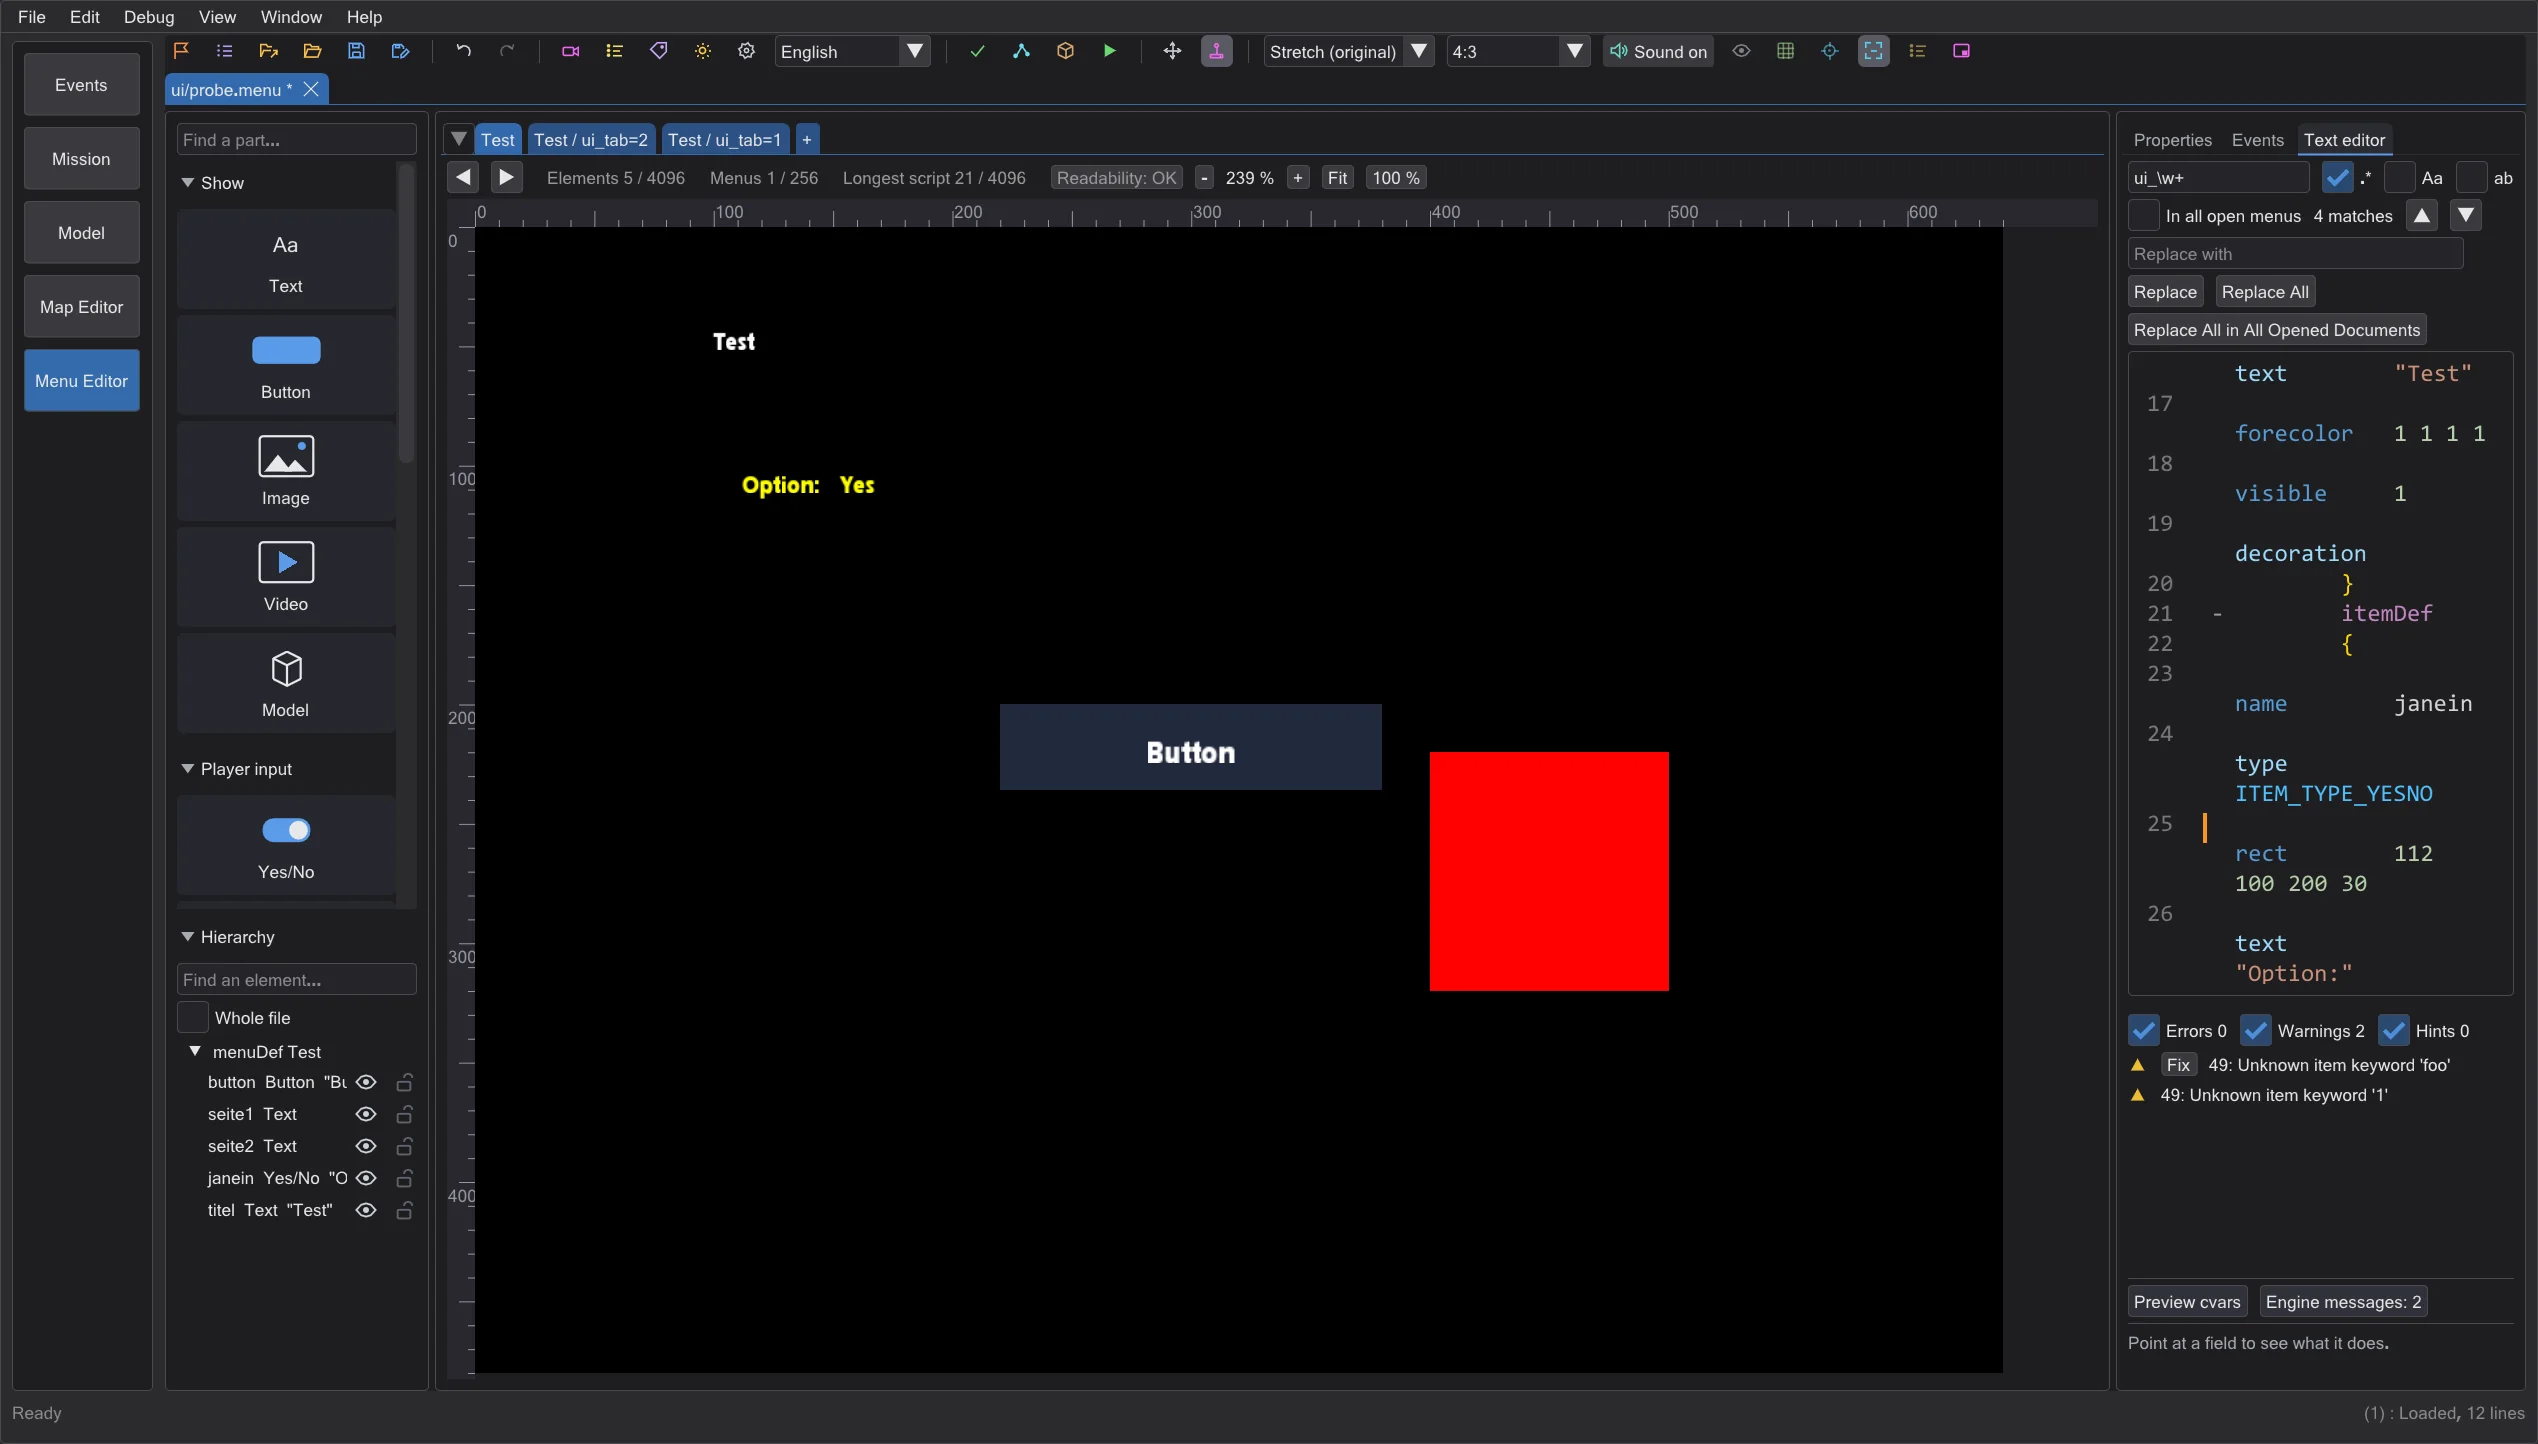 File Edit Debug View Window Help
English Stretch (original) 4:3 Sound on
ui/probe.menu *
Events
Mission
Model
Map Editor
Menu Editor
Find a part...
Show
Aa
Text
Button
Image
Video
Model
Player input
Yes/No
Hierarchy
Find an element...
Whole file
menuDef Test
button Button "Bu
seite1 Text
seite2 Text
janein Yes/No "O
titel Text "Test"
Test Test / ui_tab=2 Test / ui_tab=1 +
Elements 5 / 4096 Menus 1 / 256 Longest script 21 / 4096 Readability: OK - 239 % + Fit 100 %
0 100 200 300 400 500 600
0
100
200
300
400
Test
Option: Yes
Button
Properties Events Text editor
ui_\w+ .* Aa ab
In all open menus 4 matches
Replace with
Replace Replace All
Replace All in All Opened Documents
text "Test"
17
forecolor 1 1 1 1
18
visible 1
19
decoration
20 }
21 - itemDef
22 {
23
name janein
24
type
ITEM_TYPE_YESNO
25
rect 112
100 200 30
26
text
"Option:"
Errors 0 Warnings 2 Hints 0
Fix 49: Unknown item keyword 'foo'
49: Unknown item keyword '1'
Preview cvars Engine messages: 2
Point at a field to see what it does.
Ready
(1) : Loaded, 12 lines